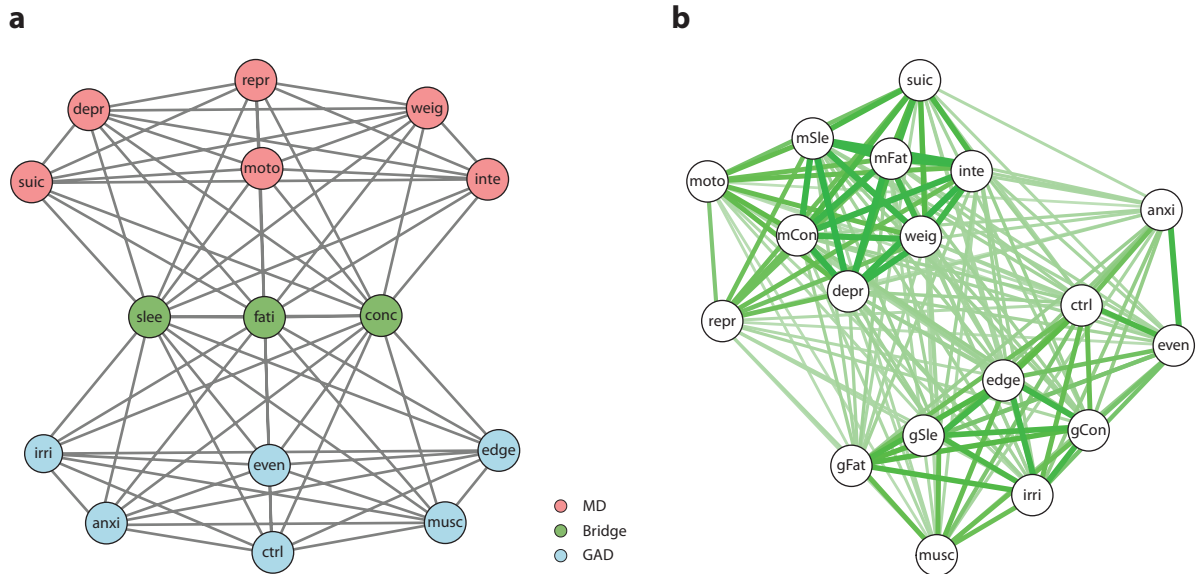 a
b
repr
depr
weig
moto
suic
inte
slee
fati
conc
irri
even
edge
anxi
musc
ctrl
MD
Bridge
GAD
suic
mSle
mFat
inte
moto
anxi
mCon
weig
depr
ctrl
repr
even
edge
gSle
gCon
gFat
irri
musc